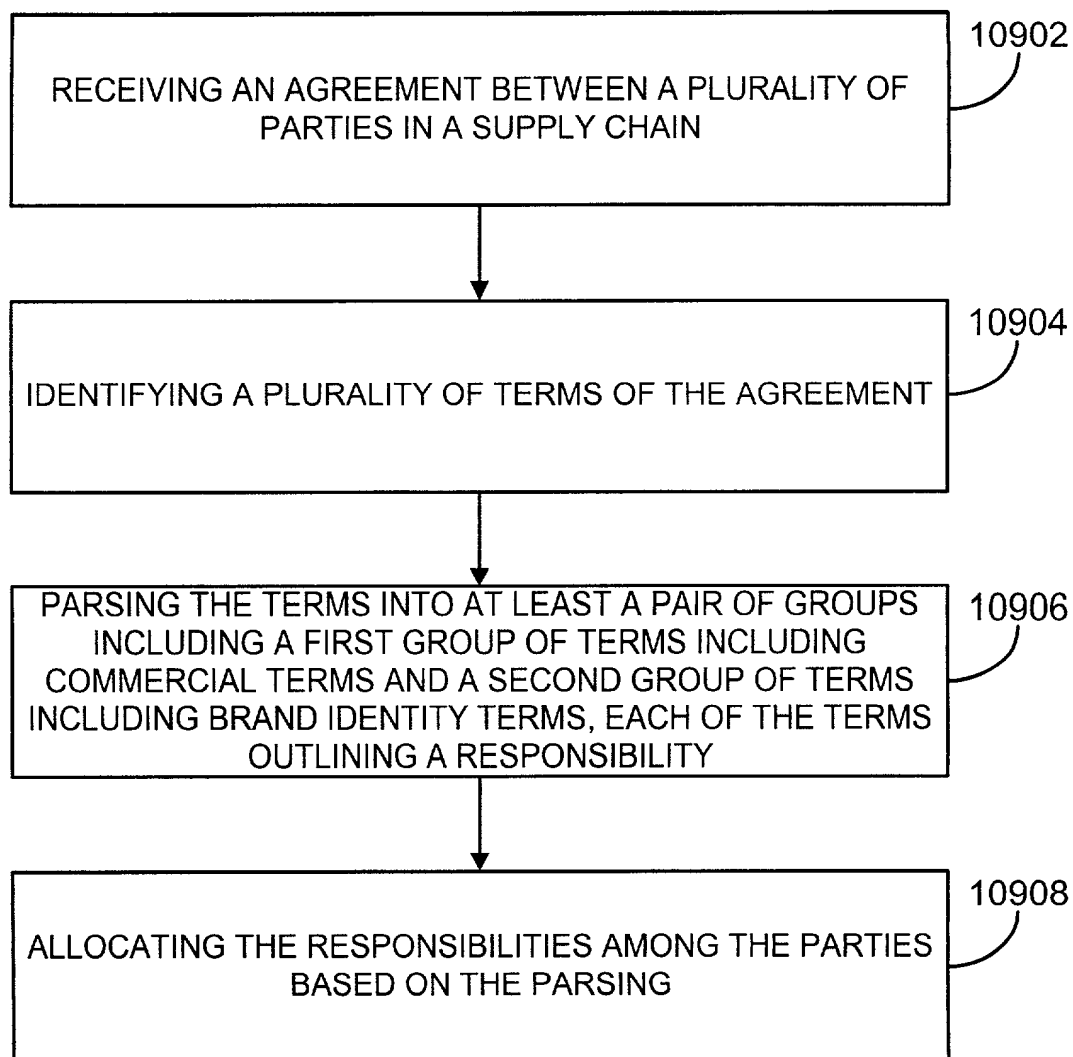 10902
RECEIVING AN AGREEMENT BETWEEN A PLURALITY OF
PARTIES IN A SUPPLY CHAIN
10904
IDENTIFYING A PLURALITY OF TERMS OF THE AGREEMENT
10906
PARSING THE TERMS INTO AT LEAST A PAIR OF GROUPS
INCLUDING A FIRST GROUP OF TERMS INCLUDING
COMMERCIAL TERMS AND A SECOND GROUP OF TERMS
INCLUDING BRAND IDENTITY TERMS, EACH OF THE TERMS
OUTLINING A RESPONSIBILITY
10908
ALLOCATING THE RESPONSIBILITIES AMONG THE PARTIES
BASED ON THE PARSING